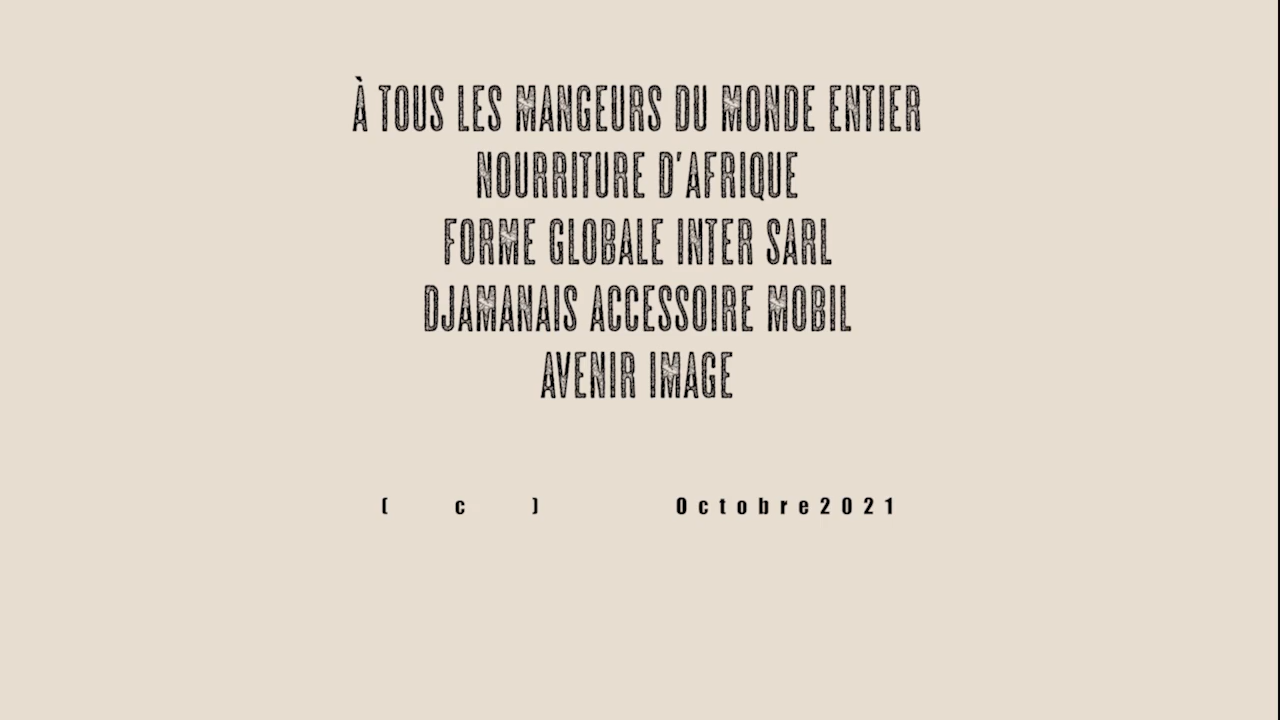 À TOUS LES MANGEURS DU MONDE ENTIER
NOURRITURE D'AFRIQUE
FORME GLOBALE INTER SARL
DJAMANAIS ACCESSOIRE MOBIL
AVENIR IMAGE
( c ) Octobre2021